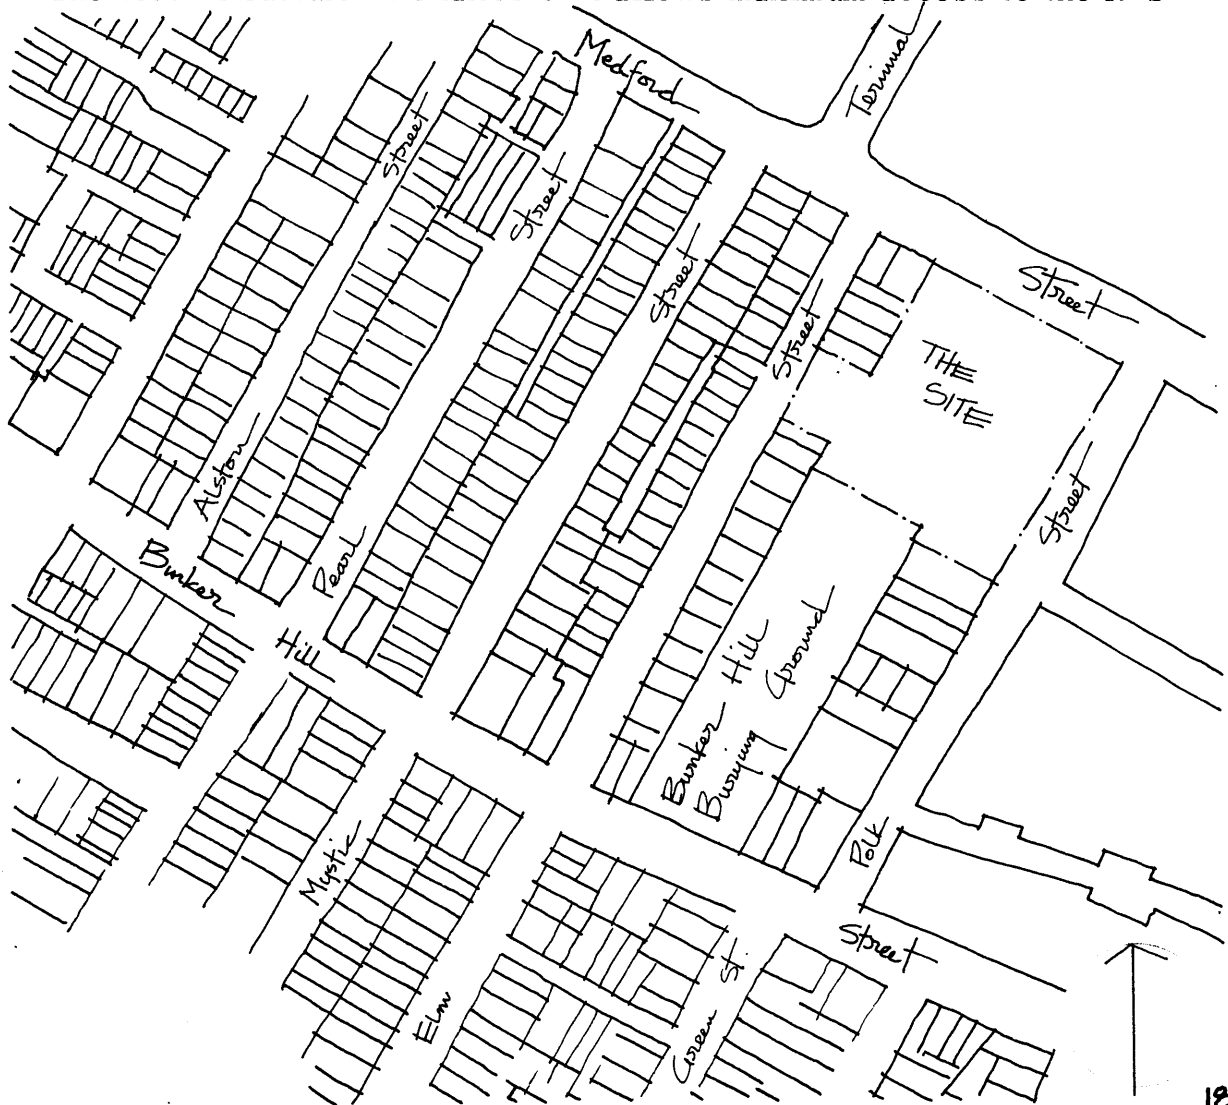 Medford
Terminal
Street
Street
Street
Street
Street
THE
SITE
Street
Street
Alston
Bunker
Pearl
Hill
Bunker Hill
Burying Ground
Mystic
Polk
Street
Elm
Green St
18